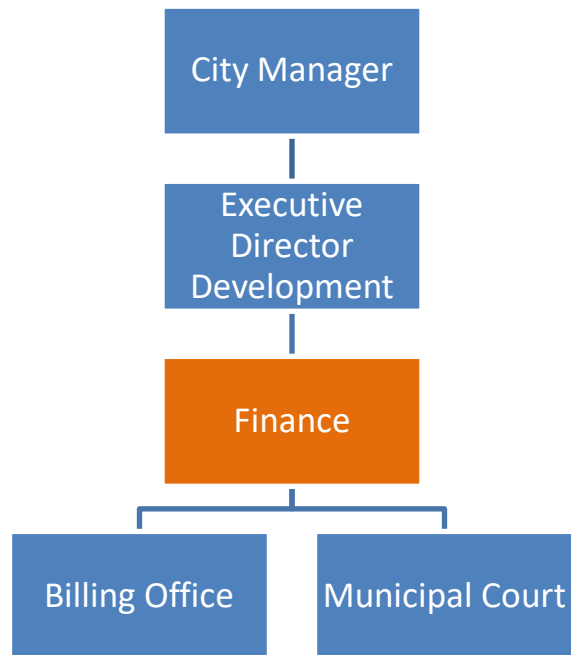 City Manager
Executive
Director
Development
Finance
Billing Office
Municipal Court